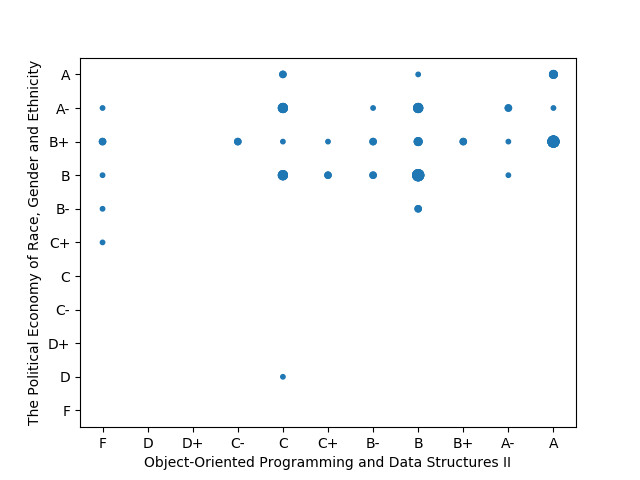 The Political Economy of Race, Gender and Ethnicity
A
A-
B+
B
B-
C+
C
C-
D+
D
F
F D D+ C- C C+ B- B B+ A- A
Object-Oriented Programming and Data Structures II